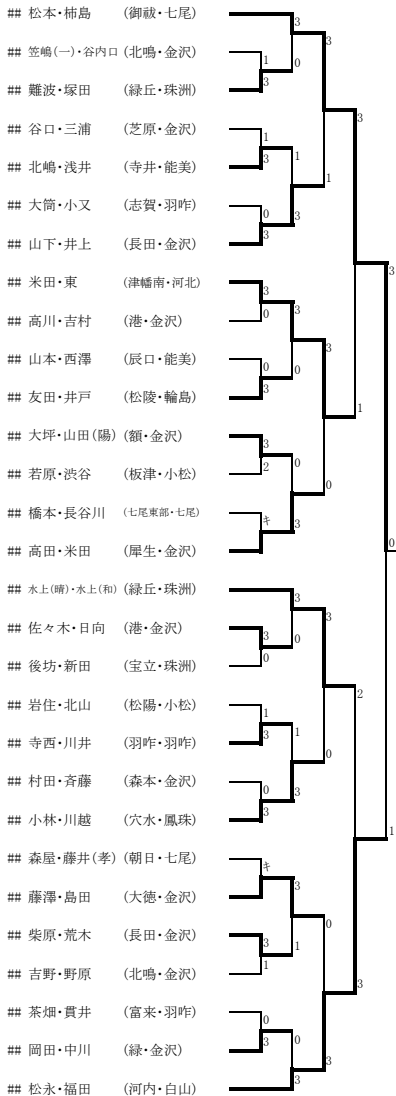 ## 松本・柿島 (御祓・七尾)
## 笠嶋(一)・谷内口 (北鳴・金沢)
## 難波・塚田 (緑丘・珠洲)
## 谷口・三浦 (芝原・金沢)
## 北嶋・浅井 (寺井・能美)
## 大筒・小又 (志賀・羽咋)
## 山下・井上 (長田・金沢)
## 米田・東 (津幡南・河北)
## 高川・吉村 (港・金沢)
## 山本・西澤 (辰口・能美)
## 友田・井戸 (松陵・輪島)
## 大坪・山田(陽) (額・金沢)
## 若原・渋谷 (板津・小松)
## 橋本・長谷川 (七尾東部・七尾)
## 高田・米田 (犀生・金沢)
## 水上(晴)・水上(和) (緑丘・珠洲)
## 佐々木・日向 (港・金沢)
## 後坊・新田 (宝立・珠洲)
## 岩住・北山 (松陽・小松)
## 寺西・川井 (羽咋・羽咋)
## 村田・斉藤 (森本・金沢)
## 小林・川越 (穴水・鳳珠)
## 森屋・藤井(孝) (朝日・七尾)
## 藤澤・島田 (大徳・金沢)
## 柴原・荒木 (長田・金沢)
## 吉野・野原 (北鳴・金沢)
## 茶畑・貫井 (富来・羽咋)
## 岡田・中川 (緑・金沢)
## 松永・福田 (河内・白山)
1
3
1
3
0
3
3
0
0
3
3
2
キ
3
0
1
3
0
3
キ
3
1
0
3
3
0
1
3
3
0
0
3
3
0
1
3
3
1
0
3
3
1
3
0
3
0
0
3
3
1
2
3
3
1
0